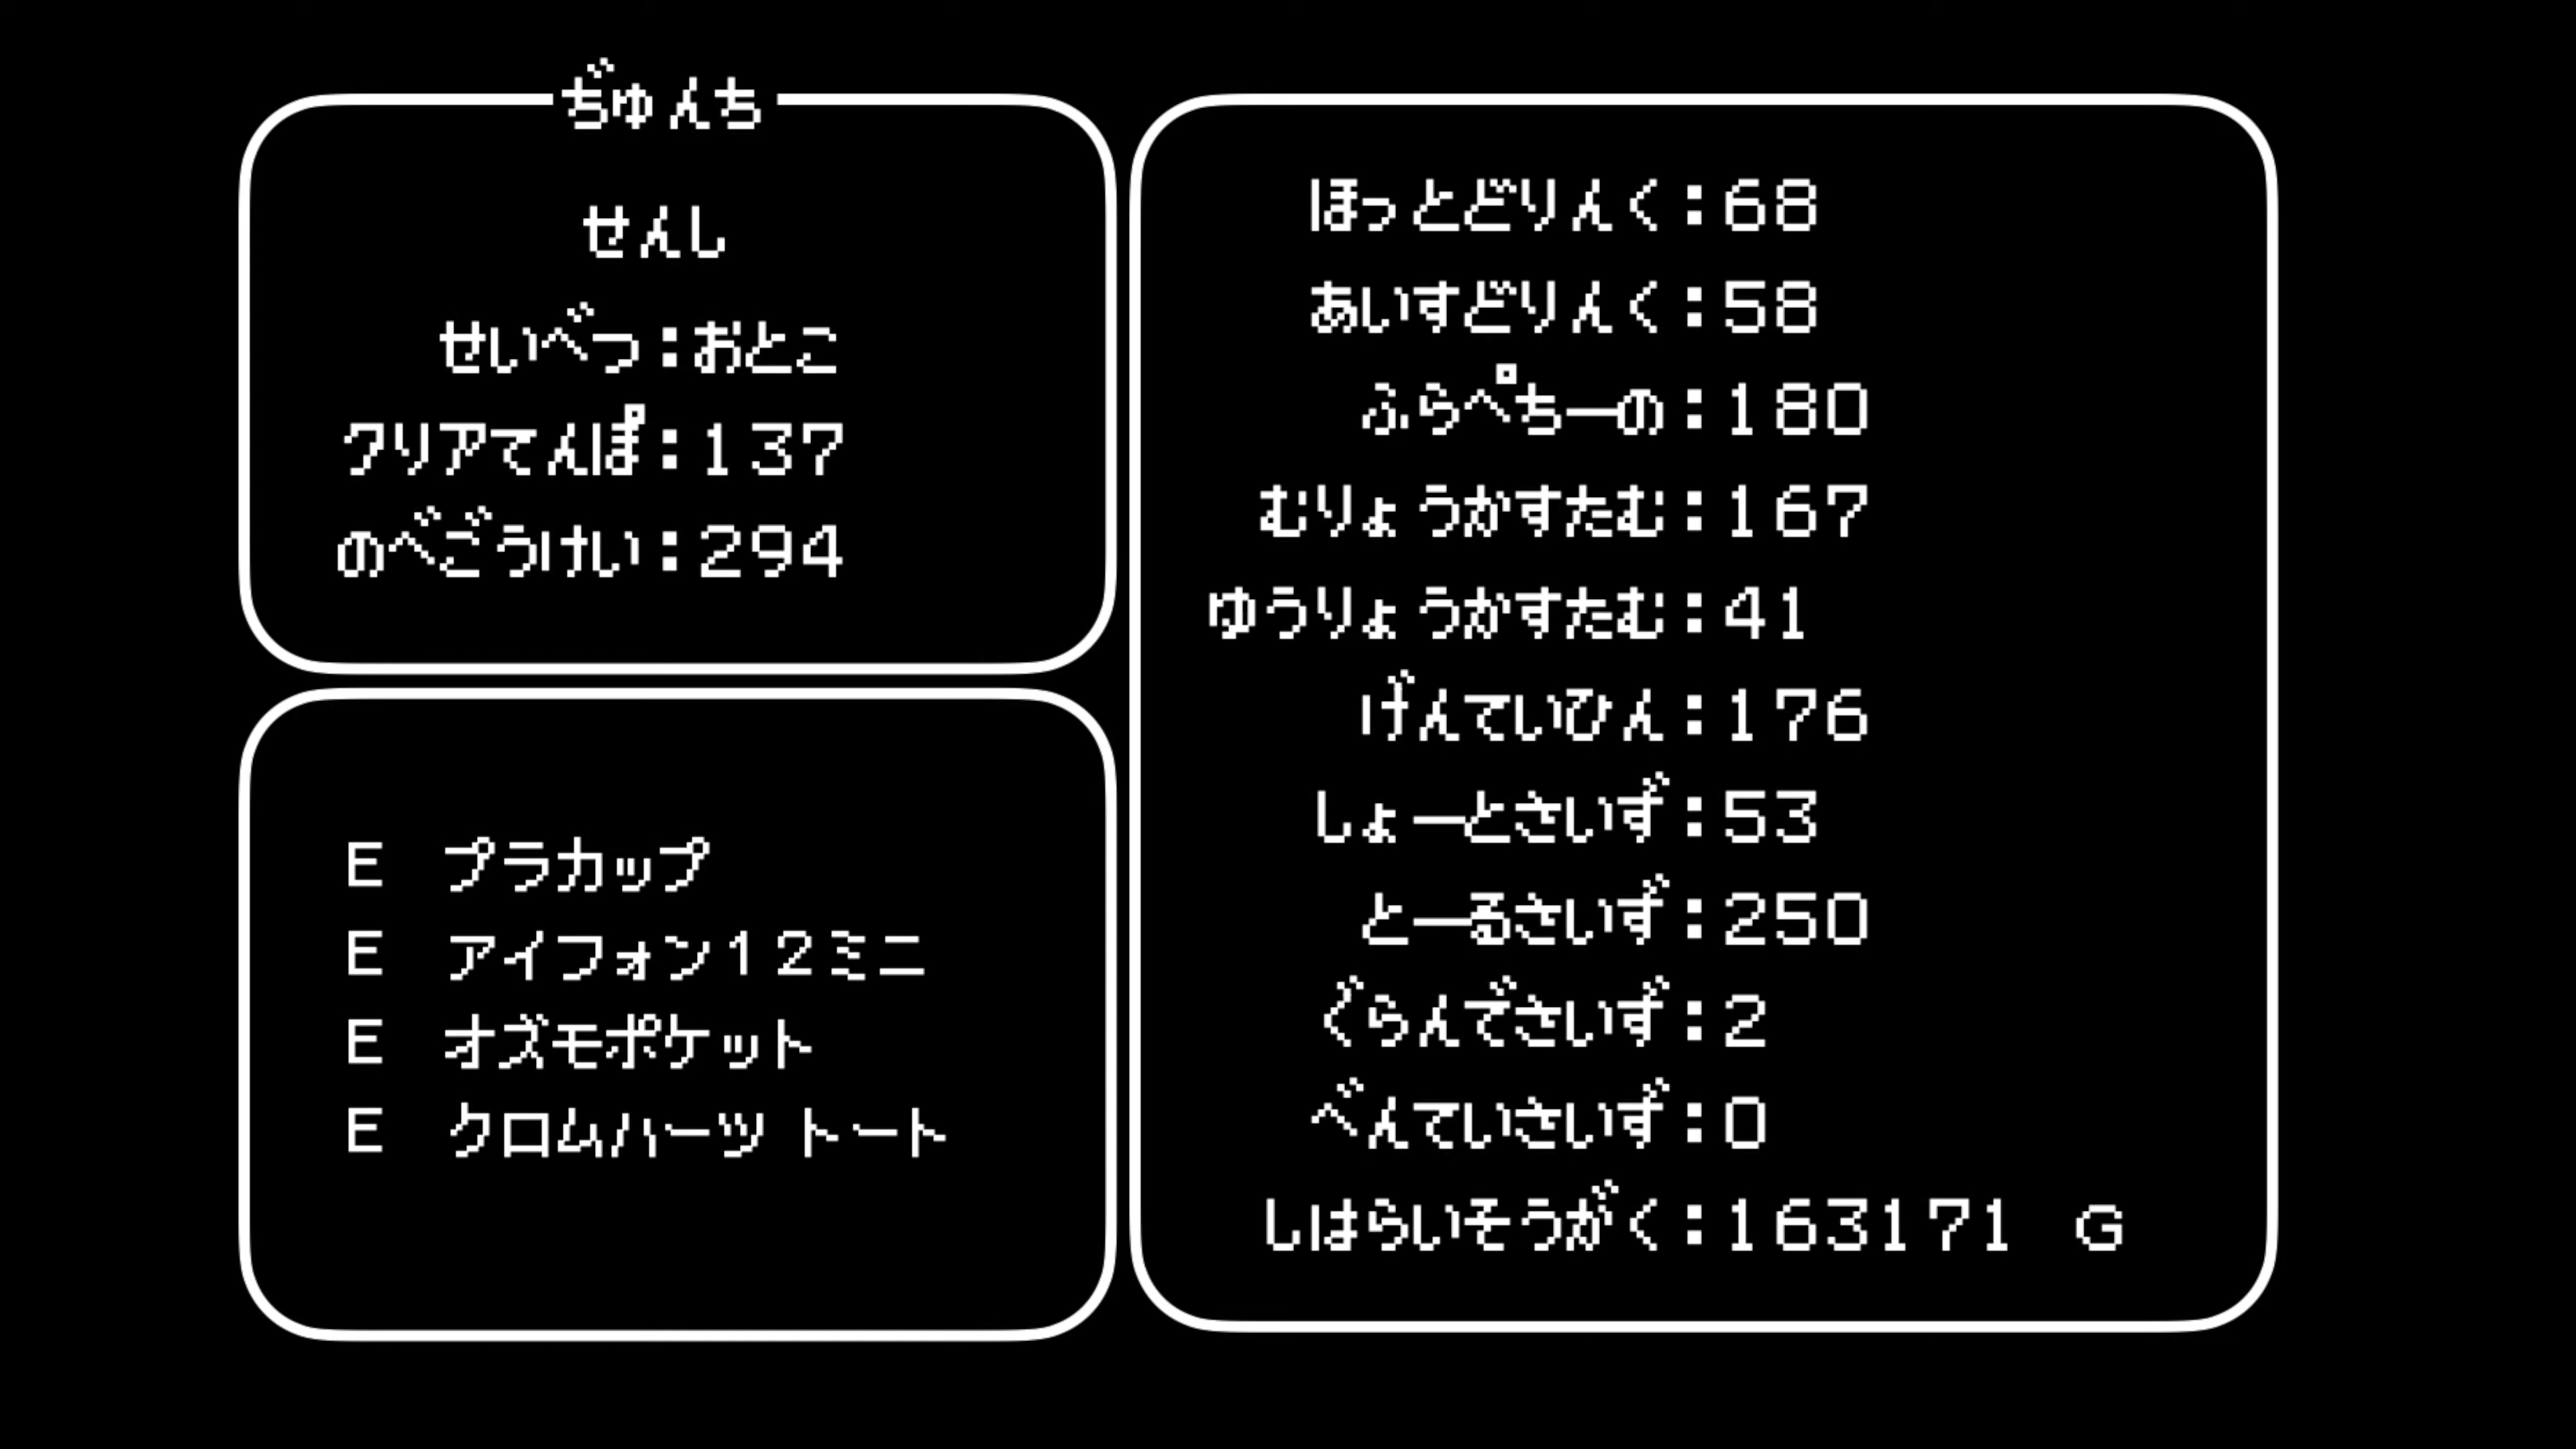 ぢゅんち
せんし
せいべつ：おとこ
クリアてんぽ：137
のべごうけい：294
E プラカップ
E アイフォン12ミニ
E オズモポケット
E クロムハーツ トート
ほっとどりんく：68
あいすどりんく：58
ふらぺちーの：180
むりょうかすたむ：167
ゆうりょうかすたむ：41
げんていひん：176
しょーとさいず：53
とーるさいず：250
ぐらんでさいず：2
べんていさいず：0
しはらいそうがく：163171 G